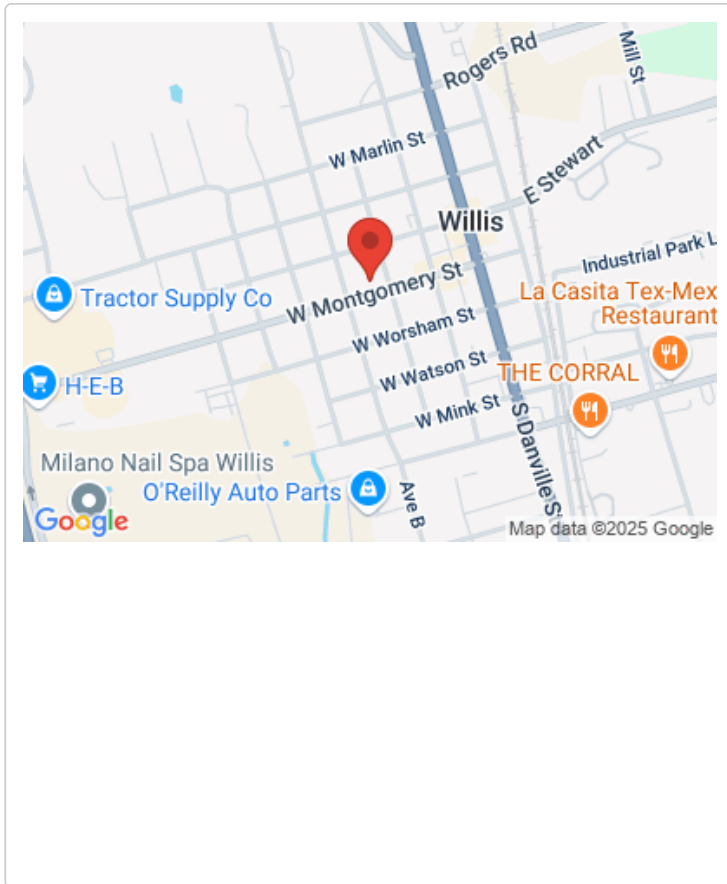 Rogers Rd
Mill St
W Marlin St
E Stewart
Willis
Industrial Park L
Tractor Supply Co
W Montgomery St
La Casita Tex-Mex
Restaurant
W Worsham St
W Watson St
THE CORRAL
H-E-B
W Mink St
S Danville St
Milano Nail Spa Willis
O'Reilly Auto Parts
Ave B
Google
Map data ©2025 Google